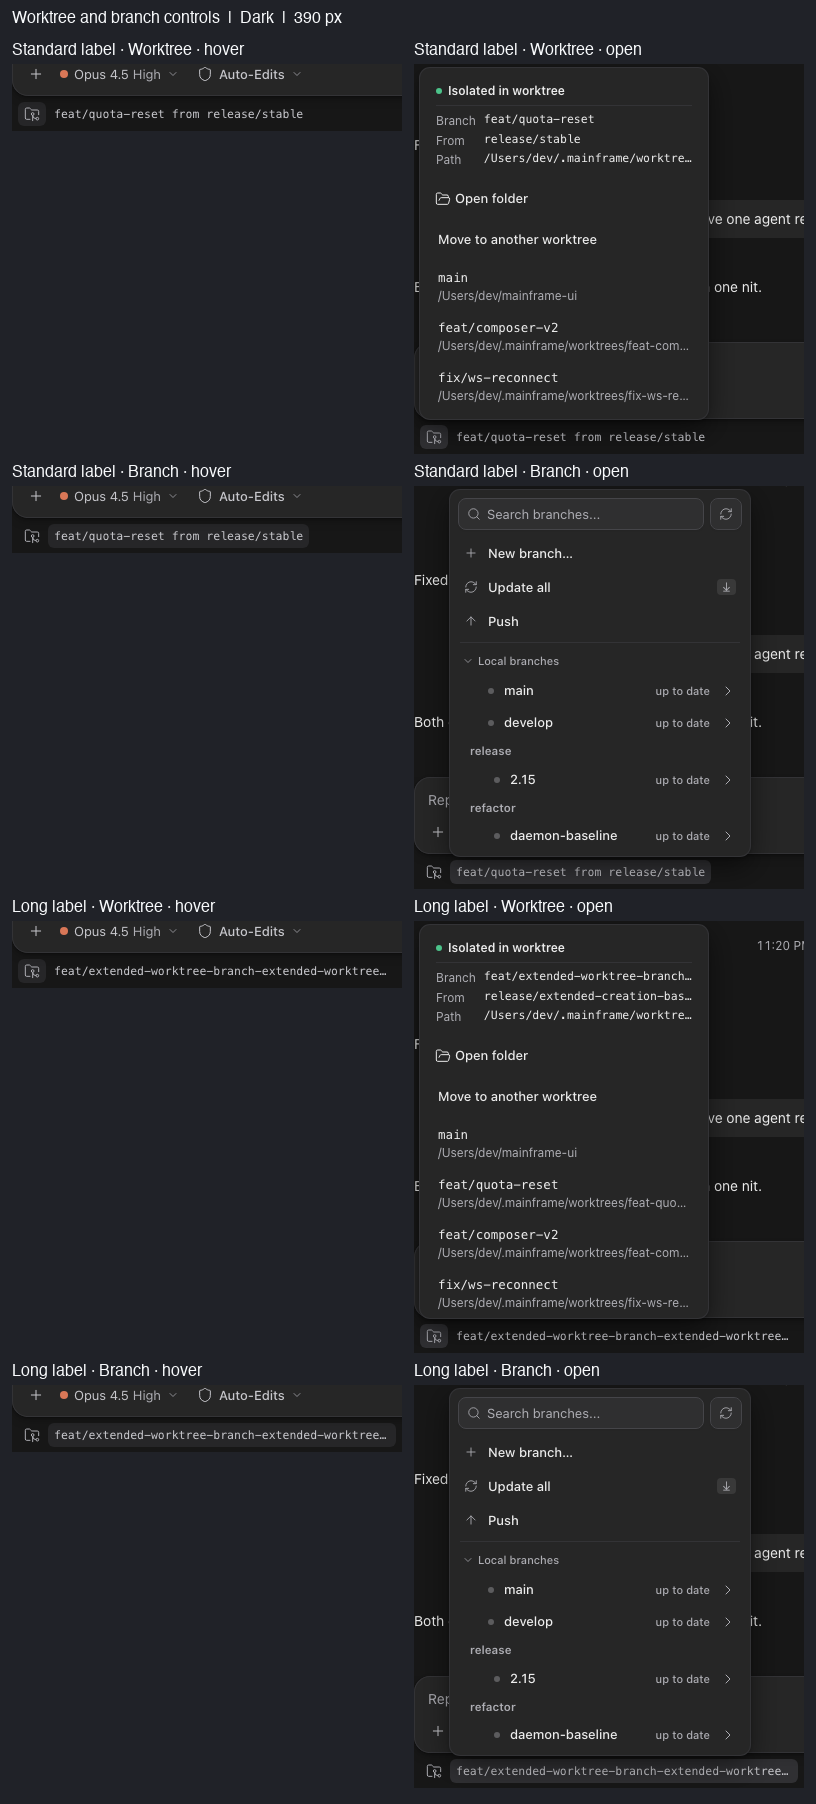 Worktree and branch controls | Dark | 390 px
Standard label · Worktree · hover
Opus 4.5 High
Auto-Edits
feat/quota-reset from release/stable
Standard label · Worktree · open
Isolated in worktree
Branch feat/quota-reset
From release/stable
Path /Users/dev/.mainframe/worktre…
Open folder
ve one agent re
Move to another worktree
main
/Users/dev/mainframe-ui
one nit.
feat/composer-v2
/Users/dev/.mainframe/worktrees/feat-com...
fix/ws-reconnect
/Users/dev/.mainframe/worktrees/fix-ws-re...
feat/quota-reset from release/stable
Standard label · Branch · hover
Opus 4.5 High
Auto-Edits
feat/quota-reset from release/stable
Standard label · Branch · open
Search branches...
New branch...
Fixed
Update all
Push
agent re
Local branches
main up to date
Both
develop up to date
it.
release
2.15 up to date
Rep
refactor
daemon-baseline up to date
feat/quota-reset from release/stable
Long label · Worktree · hover
Opus 4.5 High
Auto-Edits
feat/extended-worktree-branch-extended-worktree…
Long label · Worktree · open
11:20 PM
Isolated in worktree
Branch feat/extended-worktree-branch…
From release/extended-creation-bas…
Path /Users/dev/.mainframe/worktre…
Open folder
Move to another worktree
ve one agent re
main
/Users/dev/mainframe-ui
feat/quota-reset
one nit.
/Users/dev/.mainframe/worktrees/feat-quo...
feat/composer-v2
/Users/dev/.mainframe/worktrees/feat-com...
fix/ws-reconnect
/Users/dev/.mainframe/worktrees/fix-ws-re...
feat/extended-worktree-branch-extended-worktree…
Long label · Branch · hover
Opus 4.5 High
Auto-Edits
feat/extended-worktree-branch-extended-worktree…
Long label · Branch · open
Search branches...
New branch...
Fixed
Update all
Push
agent re
Local branches
main up to date
Both
develop up to date
it.
release
2.15 up to date
Rep
refactor
daemon-baseline up to date
feat/extended-worktree-branch-extended-worktree…